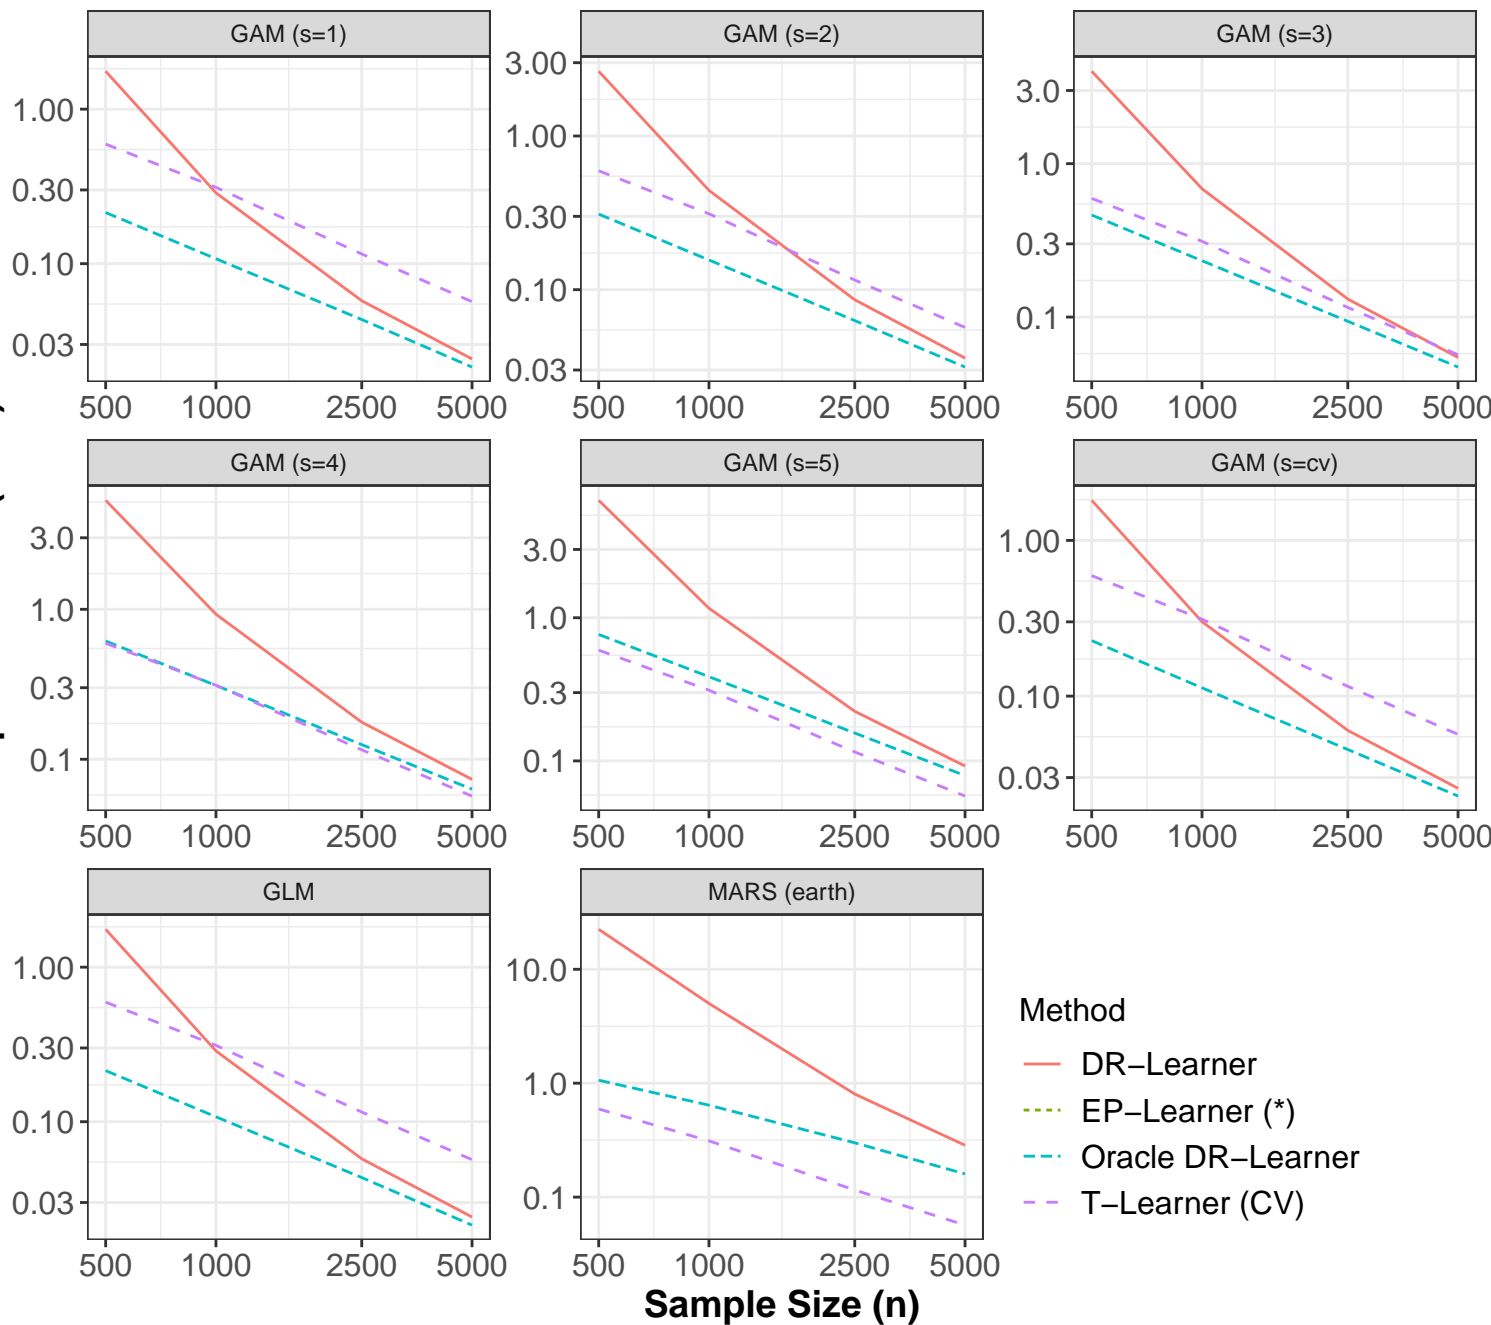 GAM (s=1)
GAM (s=2)
GAM (s=3)
1.00
0.30
0.10
0.03
3.00
1.00
0.30
0.10
0.03
3.0
1.0
0.3
0.1
500 1000 2500 5000
500 1000 2500 5000
500 1000 2500 5000
GAM (s=4)
GAM (s=5)
GAM (s=cv)
3.0
1.0
0.3
0.1
3.0
1.0
0.3
0.1
1.00
0.30
0.10
0.03
500 1000 2500 5000
500 1000 2500 5000
500 1000 2500 5000
GLM
MARS (earth)
1.00
0.30
0.10
0.03
10.0
1.0
0.1
500 1000 2500 5000
500 1000 2500 5000
Sample Size (n)
Method
DR−Learner
EP−Learner (*)
Oracle DR−Learner
T−Learner (CV)